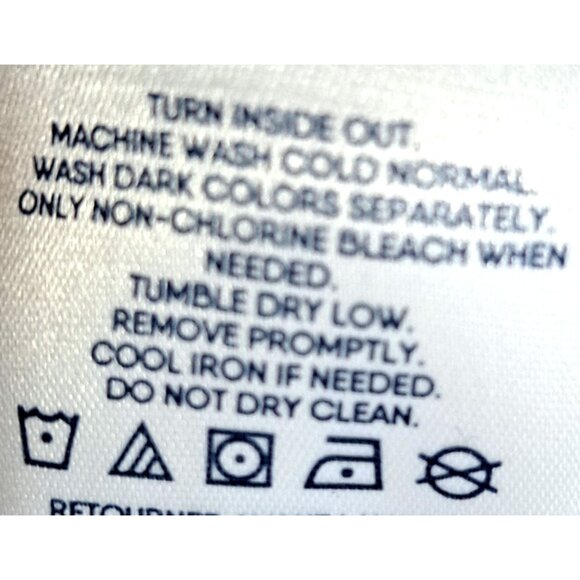 TURN INSIDE OUT.
MACHINE WASH COLD NORMAL.
WASH DARK COLORS SEPARATELY.
ONLY NON-CHLORINE BLEACH WHEN
NEEDED.
TUMBLE DRY LOW.
REMOVE PROMPTLY.
COOL IRON IF NEEDED.
DO NOT DRY CLEAN.